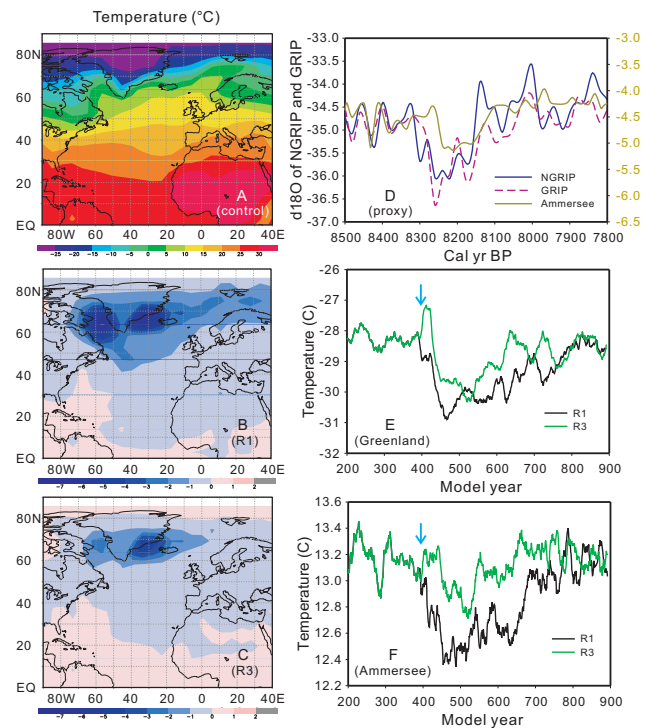 Temperature (°C)
80N
60
40
20
EQ
A
(control)
80W 60 40 20 0 20 40E
-25 -20 -15 -10 -5 0 5 10 15 20 25 30
-33.0
-33.5
-34.0
-34.5
-35.0
-35.5
-36.0
-36.5
-37.0
d18O of NGRIP and GRIP
-3.0
-3.5
-4.0
-4.5
-5.0
-5.5
-6.0
-6.5
NGRIP
GRIP
Ammersee
D
(proxy)
8500 8400 8300 8200 8100 8000 7900 7800
Cal yr BP
80N
60
40
20
EQ
B
(R1)
80W 60 40 20 0 20 40E
-7 -6 -5 -4 -3 -2 -1 0 1 2
-26
-27
-28
-29
-30
-31
-32
Temperature (C)
E
(Greenland)
R1
R3
200 300 400 500 600 700 800 900
Model year
80N
60
40
20
EQ
C
(R3)
80W 60 40 20 0 20 40E
-7 -6 -5 -4 -3 -2 -1 0 1 2
13.6
13.4
13.2
13.0
12.8
12.6
12.4
12.2
Temperature (C)
F
(Ammersee)
R1
R3
200 300 400 500 600 700 800 900
Model year